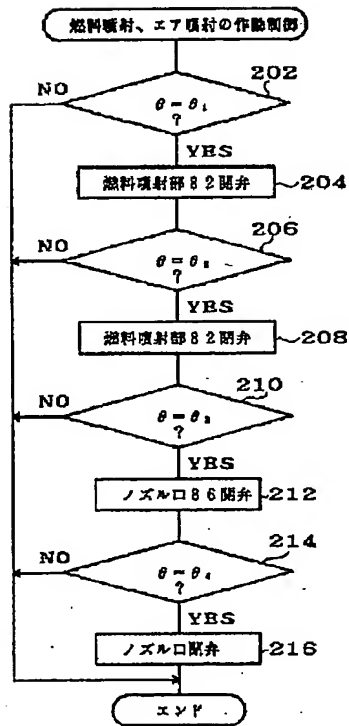 燃料噴射、エア噴射の作動制御
202
NO
θ=θ₁
?
YES
燃料噴射部82開弁
204
206
NO
?
YES
燃料噴射部82閉弁
208
210
NO
?
YES
ノズル口86開弁
212
214
NO
θ=θ₄
?
YES
ノズル口閉弁
216
エンド